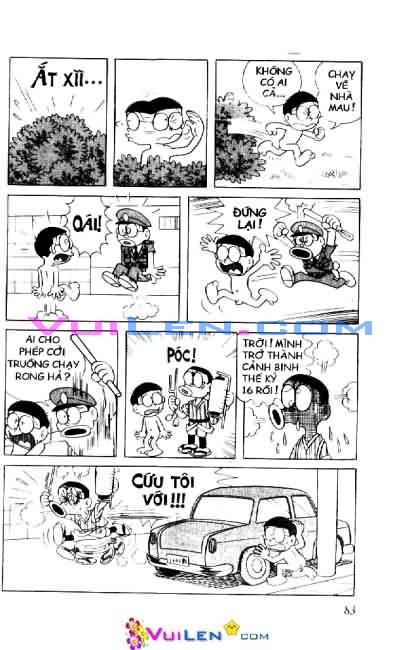 ẮT XÌÌ...
KHÔNG
CÓ AI
CẢ...
CHẠY
VỀ
NHÀ
MAU!
OÁI!
ĐỨNG
LẠI!
VUILEN.COM
AI CHO
PHÉP CỞI
TRUỒNG CHẠY
RONG HẢ?
PÓC!
TRỜI! MÌNH
TRỞ THÀNH
CẢNH BINH
THẾ KỶ
16 RỒI!
CỨU TÔI
VỚI!!!
83
VUILEN.COM